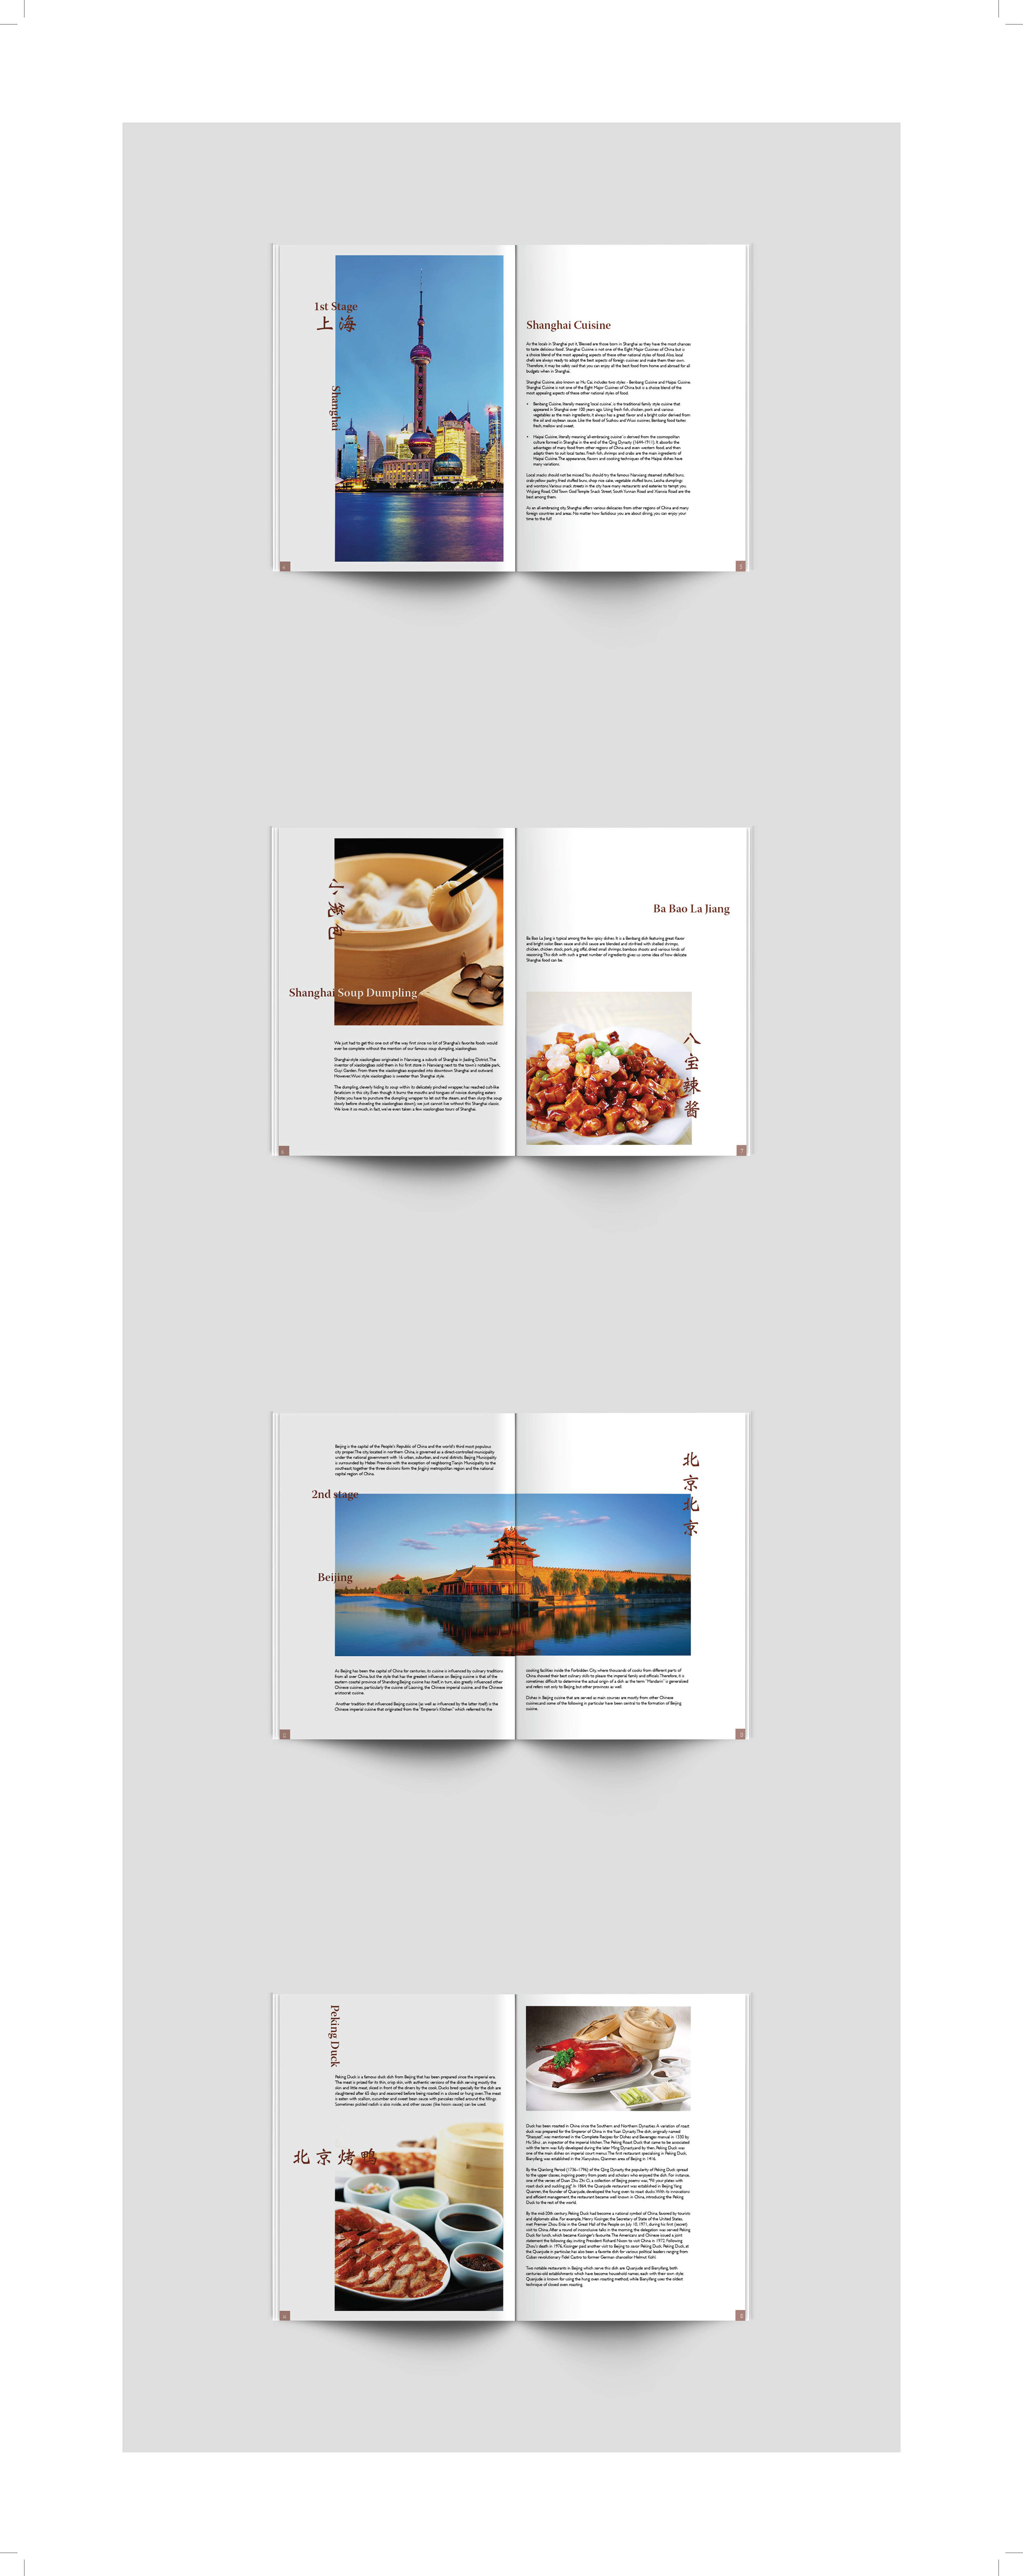 1st Stage
上海
Shanghai
Shanghai Cuisine
As the locals in Shanghai put it, 'Blessed are those born in Shanghai as they have the most chances
to taste delicious food'. Shanghai Cuisine is not one of the Eight Major Cuisines of China but is
a choice blend of the most appealing aspects of these other national styles of food. Also, local
chefs are always ready to adopt the best aspects of foreign cuisines and make them their own.
Therefore, it may be safely said that you can enjoy all the best food from home and abroad for all
budgets when in Shanghai.
Shanghai Cuisine, also known as Hu Cai, includes two styles - Benbang Cuisine and Haipai Cuisine.
Shanghai Cuisine is not one of the Eight Major Cuisines of China but is a choice blend of the
most appealing aspects of these other national styles of food.
• Benbang Cuisine, literally meaning 'local cuisine', is the traditional family style cuisine that
appeared in Shanghai over 100 years ago. Using fresh fish, chicken, pork and various
vegetables as the main ingredients, it always has a great flavor and a bright color derived from
the oil and soybean sauce. Like the food of Suzhou and Wuxi cuisines, Benbang food tastes
fresh, mellow and sweet.
• Haipai Cuisine, literally meaning 'all-embracing cuisine' is derived from the cosmopolitan
culture formed in Shanghai in the end of the Qing Dynasty (1644-1911). It absorbs the
advantages of many food from other regions of China and even western food, and then
adapts them to suit local tastes. Fresh fish, shrimps and crabs are the main ingredients of
Haipai Cuisine. The appearance, flavors and cooking techniques of the Haipai dishes have
many variations.
Local snacks should not be missed. You should try the famous Nanxiang steamed stuffed buns,
crab-yellow pastry, fried stuffed buns, chop rice cake, vegetable stuffed buns, Leisha dumplings
and wontons. Various snack streets in the city have many restaurants and eateries to tempt you.
Wujiang Road, Old Town God Temple Snack Street, South Yunnan Road and Xianxia Road are the
best among them.
As an all-embracing city, Shanghai offers various delicacies from other regions of China and many
foreign countries and areas. No matter how fastidious you are about dining, you can enjoy your
time to the full!
小笼包
Shanghai Soup Dumpling
We just had to get this one out of the way first since no list of Shanghai's favorite foods would
ever be complete without the mention of our famous soup dumpling, xiaolongbao.
Shanghai-style xiaolongbao originated in Nanxiang, a suburb of Shanghai in Jiading District. The
inventor of xiaolongbao sold them in his first store in Nanxiang next to the town's notable park,
Guyi Garden. From there the xiaolongbao expanded into downtown Shanghai and outward.
However, Wuxi style xiaolongbao is sweeter than Shanghai style.
The dumpling, cleverly hiding its soup within its delicately pinched wrapper, has reached cult-like
fanaticism in this city. Even though it burns the mouths and tongues of novice dumpling eaters
(Note: you have to puncture the dumpling wrapper to let out the steam, and then slurp the soup
slowly before shoveling the xiaolongbao down), we just cannot live without this Shanghai classic.
We love it so much, in fact, we've even taken a few xiaolongbao tours of Shanghai.
Ba Bao La Jiang
Ba Bao La Jiang is typical among the few spicy dishes. It is a Benbang dish featuring great flavor
and bright color. Bean sauce and chili sauce are blended and stir-fried with shelled shrimps,
chicken, chicken stock, pork, pig offal, dried small shrimps, bamboo shoots and various kinds of
seasoning. This dish with such a great number of ingredients gives us some idea of how delicate
Shanghai food can be.
八宝辣酱
7
Beijing is the capital of the People's Republic of China and the world's third most populous
city proper. The city, located in northern China, is governed as a direct-controlled municipality
under the national government with 16 urban, suburban, and rural districts. Beijing Municipality
is surrounded by Hebei Province with the exception of neighboring Tianjin Municipality to the
southeast; together the three divisions form the Jingjinji metropolitan region and the national
capital region of China.
2nd stage
Beijing
北京北京
As Beijing has been the capital of China for centuries, its cuisine is influenced by culinary traditions
from all over China, but the style that has the greatest influence on Beijing cuisine is that of the
eastern coastal province of Shandong. Beijing cuisine has itself, in turn, also greatly influenced other
Chinese cuisines, particularly the cuisine of Liaoning, the Chinese imperial cuisine, and the Chinese
aristocrat cuisine.
Another tradition that influenced Beijing cuisine (as well as influenced by the latter itself) is the
Chinese imperial cuisine that originated from the "Emperor's Kitchen" which referred to the
cooking facilities inside the Forbidden City, where thousands of cooks from different parts of
China showed their best culinary skills to please the imperial family and officials. Therefore, it is
sometimes difficult to determine the actual origin of a dish as the term "Mandarin" is generalised
and refers not only to Beijing, but other provinces as well.
Dishes in Beijing cuisine that are served as main courses are mostly from other Chinese
cuisines,and some of the following in particular have been central to the formation of Beijing
cuisine.
Peking Duck
Peking Duck is a famous duck dish from Beijing that has been prepared since the imperial era.
The meat is prized for its thin, crisp skin, with authentic versions of the dish serving mostly the
skin and little meat, sliced in front of the diners by the cook. Ducks bred specially for the dish are
slaughtered after 65 days and seasoned before being roasted in a closed or hung oven. The meat
is eaten with scallion, cucumber and sweet bean sauce with pancakes rolled around the fillings.
Sometimes pickled radish is also inside, and other sauces (like hoisin sauce) can be used.
北京烤鸭
Duck has been roasted in China since the Southern and Northern Dynasties. A variation of roast
duck was prepared for the Emperor of China in the Yuan Dynasty. The dish, originally named
"Shaoyazi", was mentioned in the Complete Recipes for Dishes and Beverages manual in 1330 by
Hu Sihui , an inspector of the imperial kitchen. The Peking Roast Duck that came to be associated
with the term was fully developed during the later Ming Dynasty,and by then, Peking Duck was
one of the main dishes on imperial court menus. The first restaurant specialising in Peking Duck,
Bianyifang, was established in the Xianyukou, Qianmen area of Beijing in 1416.
By the Qianlong Period (1736–1796) of the Qing Dynasty, the popularity of Peking Duck spread
to the upper classes, inspiring poetry from poets and scholars who enjoyed the dish. For instance,
one of the verses of Duan Zhu Zhi Ci, a collection of Beijing poems was, "Fill your plates with
roast duck and suckling pig". In 1864, the Quanjude restaurant was established in Beijing. Yang
Quanren, the founder of Quanjude, developed the hung oven to roast ducks. With its innovations
and efficient management, the restaurant became well known in China, introducing the Peking
Duck to the rest of the world.
By the mid-20th century, Peking Duck had become a national symbol of China, favored by tourists
and diplomats alike. For example, Henry Kissinger, the Secretary of State of the United States,
met Premier Zhou Enlai in the Great Hall of the People on July 10, 1971, during his first (secret)
visit to China. After a round of inconclusive talks in the morning, the delegation was served Peking
Duck for lunch, which became Kissinger's favourite. The Americans and Chinese issued a joint
statement the following day, inviting President Richard Nixon to visit China in 1972. Following
Zhou's death in 1976, Kissinger paid another visit to Beijing to savor Peking Duck. Peking Duck, at
the Quanjude in particular, has also been a favorite dish for various political leaders ranging from
Cuban revolutionary Fidel Castro to former German chancellor Helmut Kohl.
Two notable restaurants in Beijing which serve this dish are Quanjude and Bianyifang, both
centuries-old establishments which have become household names, each with their own style:
Quanjude is known for using the hung oven roasting method, while Bianyifang uses the oldest
technique of closed oven roasting.